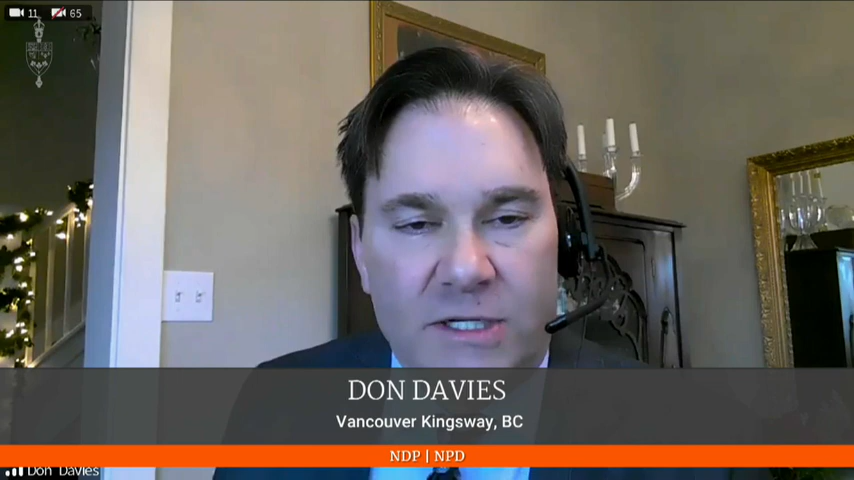 11 65
DON DAVIES
Vancouver Kingsway, BC
NDP | NPD
Don Davies